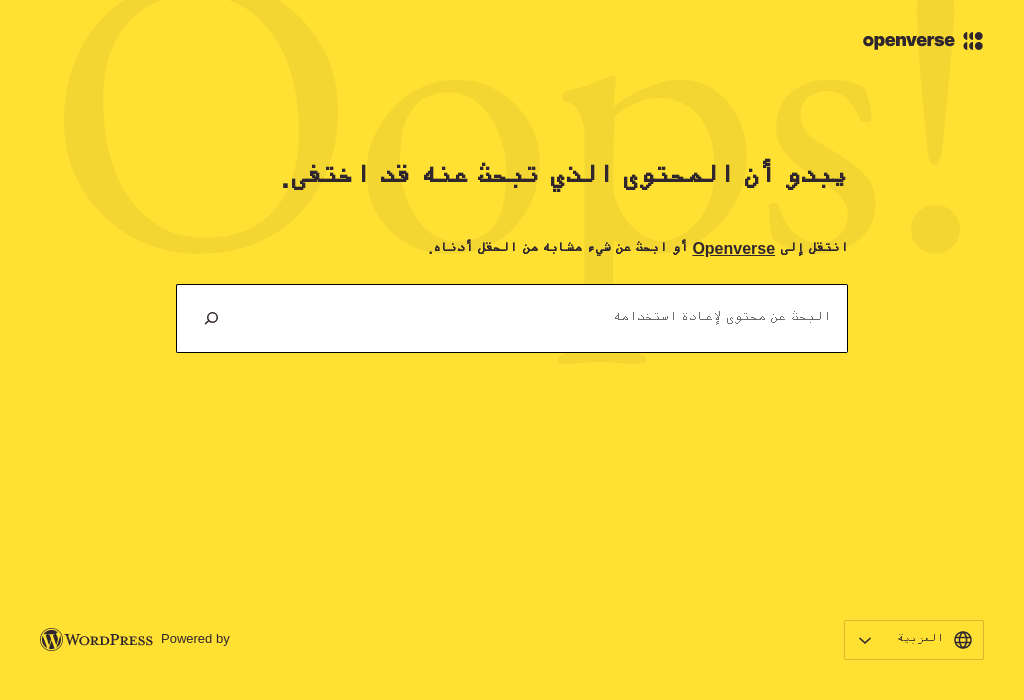 openverse
Oops!
يبدو أن المحتوى الذي تبحث عنه قد اختفى.
انتقل إلى Openverse أو ابحث عن شيء مشابه من الحقل أدناه.
البحث عن محتوى لإعادة استخدامه
العربية
Powered by WORDPRESS